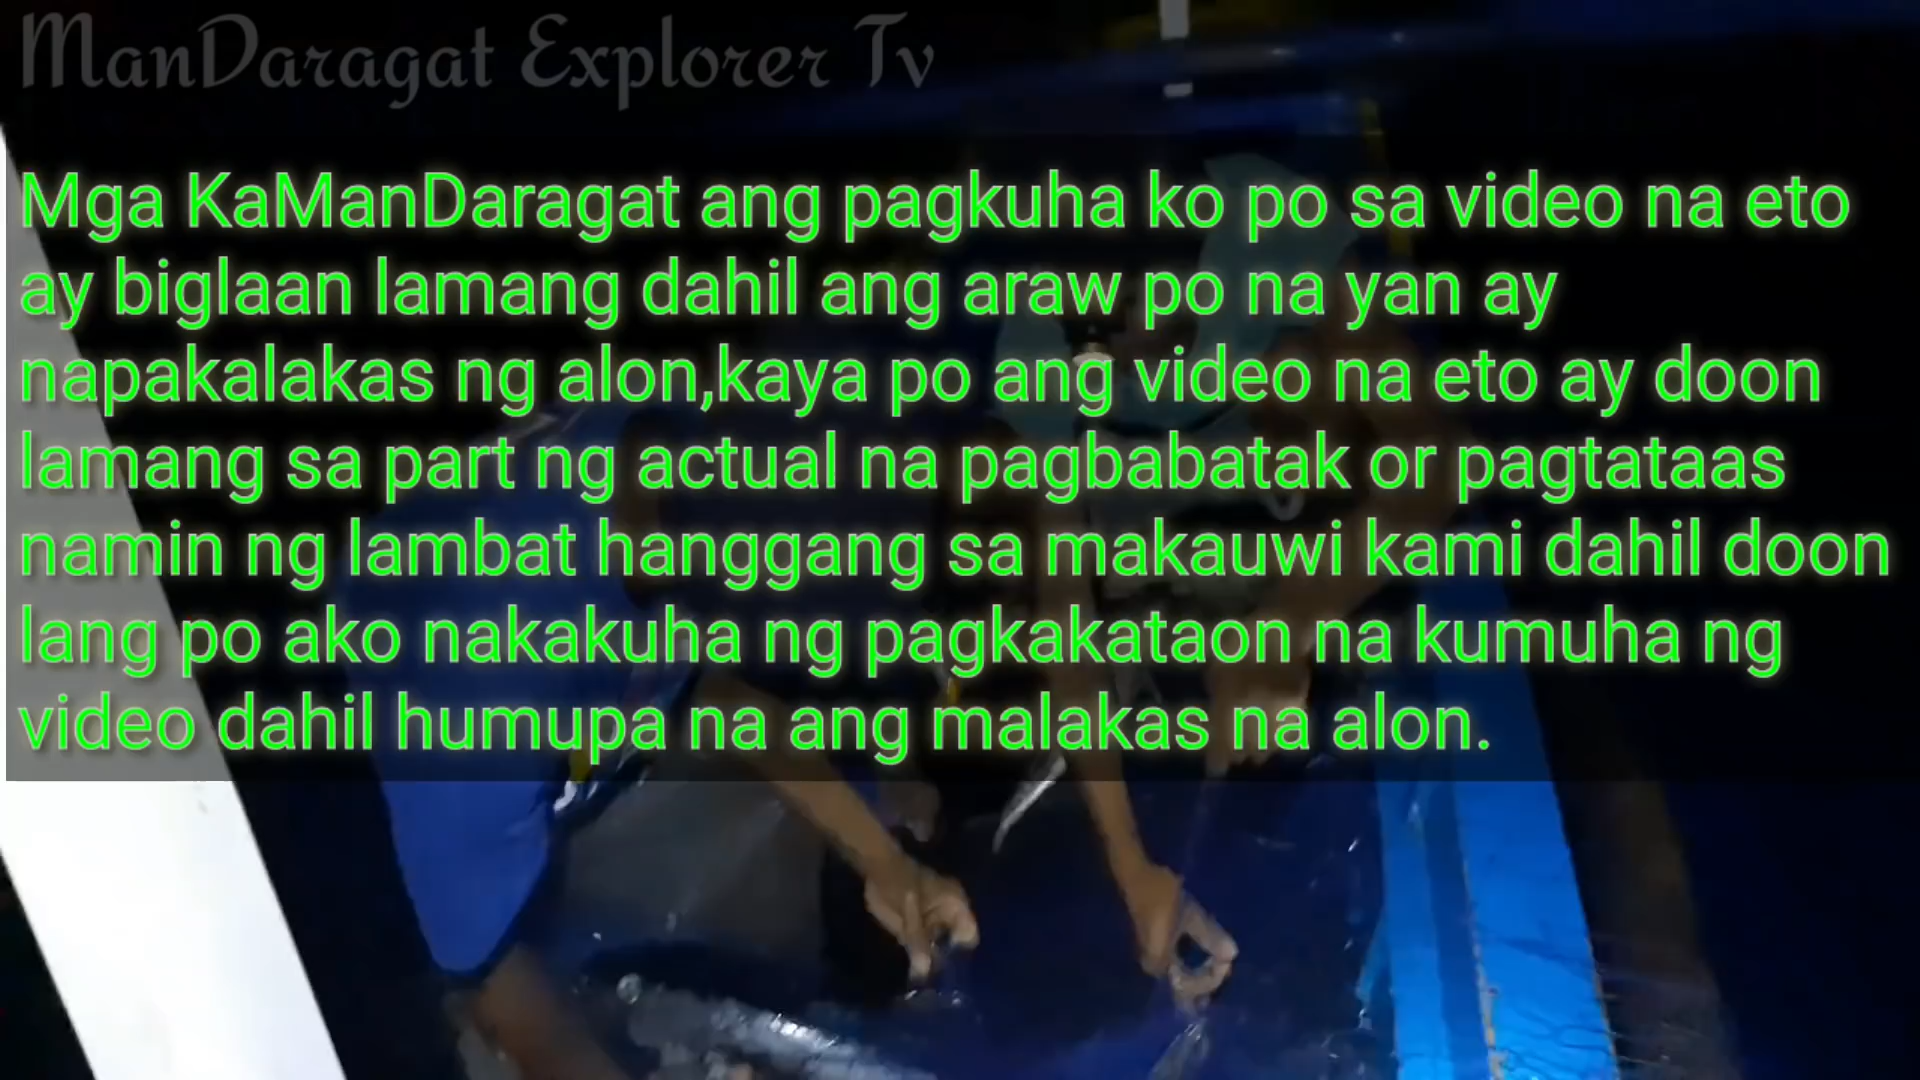 ManDaragat Explorer Tv
Mga KaManDaragat ang pagkuha ko po sa video na eto
ay biglaan lamang dahil ang araw po na yan ay
napakalakas ng alon,kaya po ang video na eto ay doon
lamang sa part ng actual na pagbabatak or pagtataas
namin ng lambat hanggang sa makauwi kami dahil doon
lang po ako nakakuha ng pagkakataon na kumuha ng
video dahil humupa na ang malakas na alon.